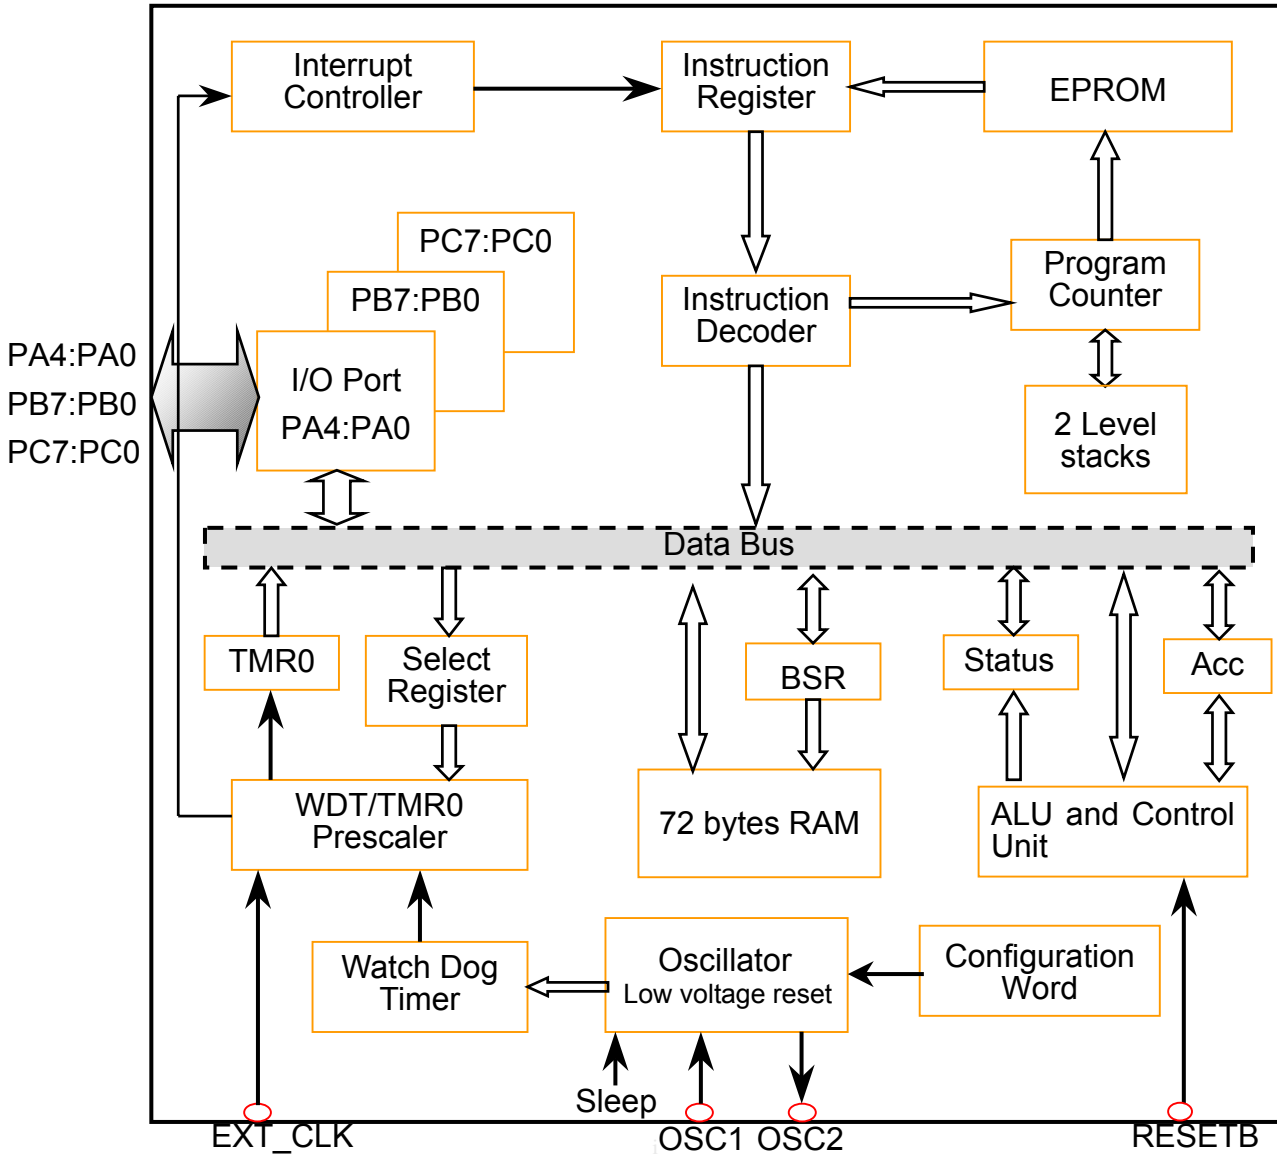 Interrupt
Controller
Instruction
Register
EPROM
PC7:PC0
PB7:PB0
I/O Port
PA4:PA0
PA4:PA0
PB7:PB0
PC7:PC0
Instruction
Decoder
Program
Counter
2 Level
stacks
Data Bus
TMR0
Select
Register
BSR
Status
Acc
WDT/TMR0
Prescaler
72 bytes RAM
ALU and Control
Unit
Watch Dog
Timer
Oscillator
Low voltage reset
Configuration
Word
Sleep
EXT_CLK
OSC1
OSC2
RESETB